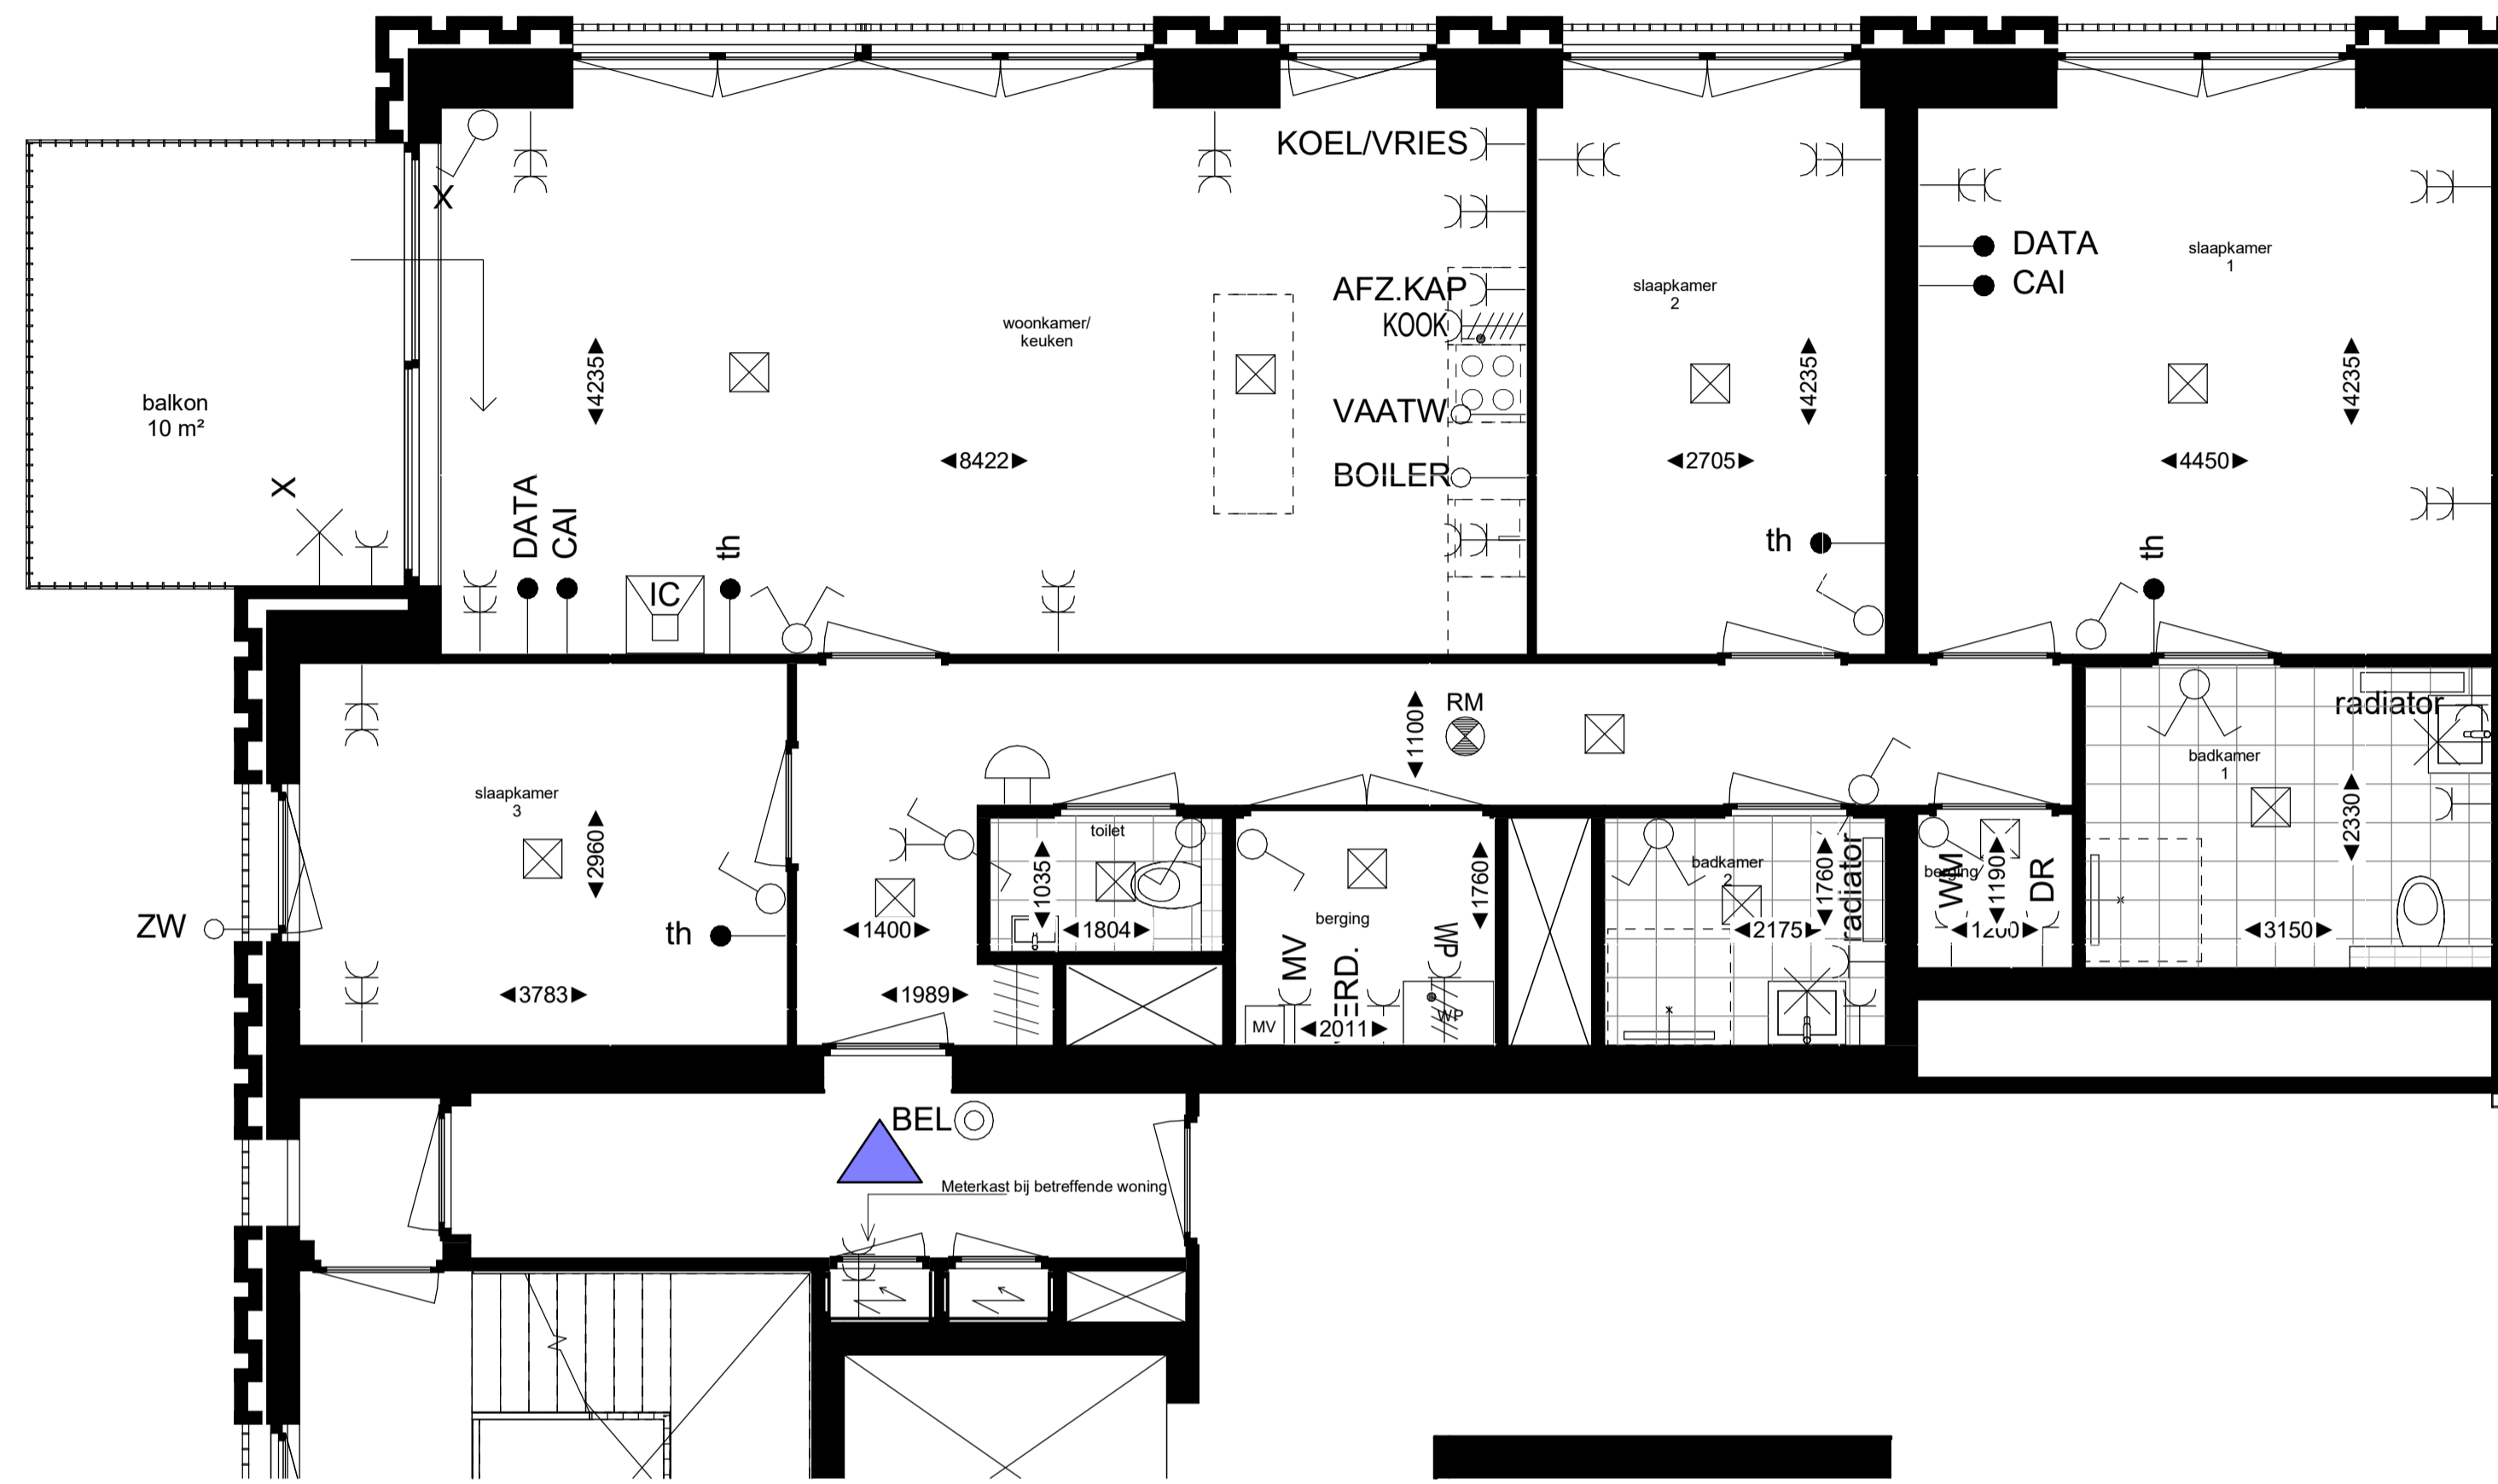 KOEL/VRIES
X
DATA
CAI
slaapkamer
1
AFZ.KAP
KOOK
slaapkamer
2
woonkamer/
keuken
balkon
10 m²
4235
4235
4235
VAATW
8422
2705
4450
BOILER
X
DATA
CAI
th
th
th
IC
RM
1100
radiator
badkamer
1
slaapkamer
3
2960
toilet
1035
1804
1760
badkamer
2
1760
radiator
WM
1190
DR
berging/
1200
2330
3150
ZW
th
1400
berging
2175
MV
WP
3783
1989
MV
2011
WP
BEL
Meterkast bij betreffende woning